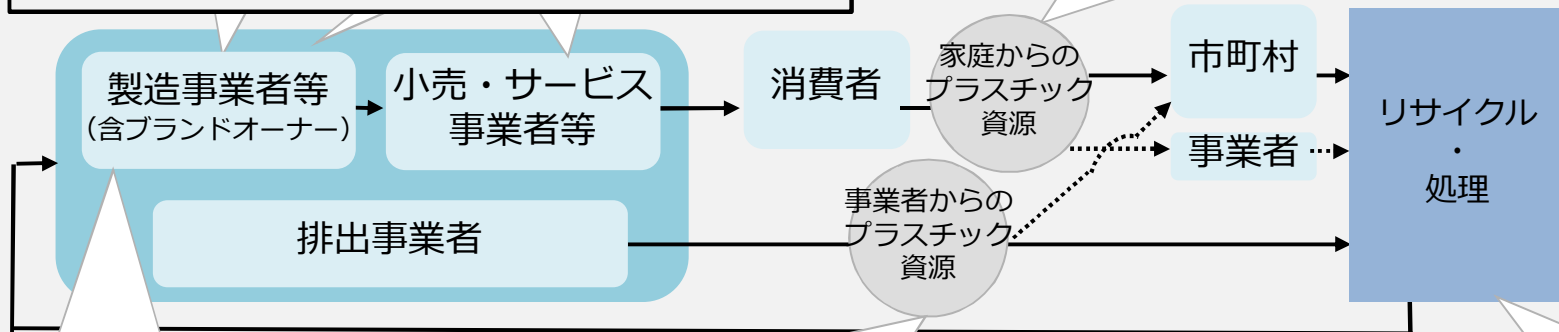 製造事業者等
（含ブランドオーナー）
小売・サービス
事業者等
消費者
家庭からの
プラスチック
資源
市町村
事業者
リサイクル
・
処理
排出事業者
事業者からの
プラスチック
資源